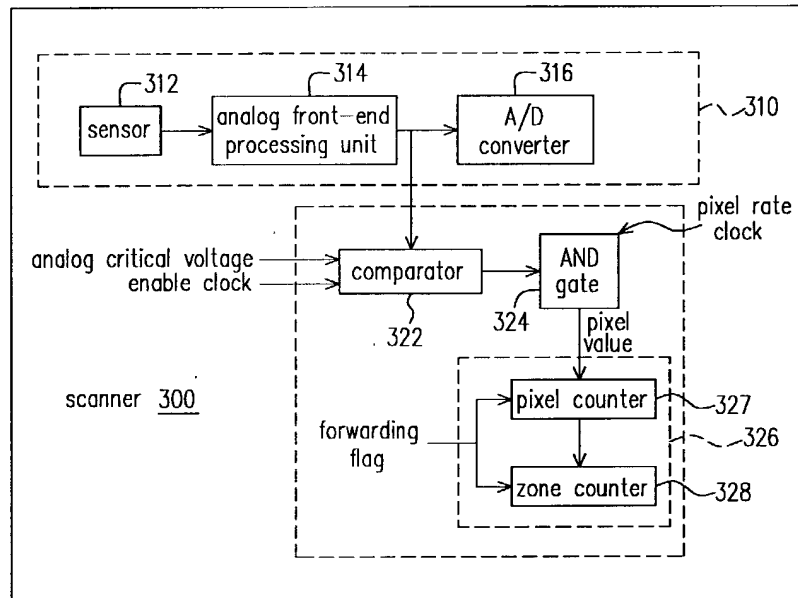 312
314
316
sensor
analog front-end
processing unit
A/D
converter
310
pixel rate
clock
analog critical voltage
enable clock
comparator
AND
gate
322
324
pixel
value
scanner 300
forwarding
flag
pixel counter
327
326
zone counter
328